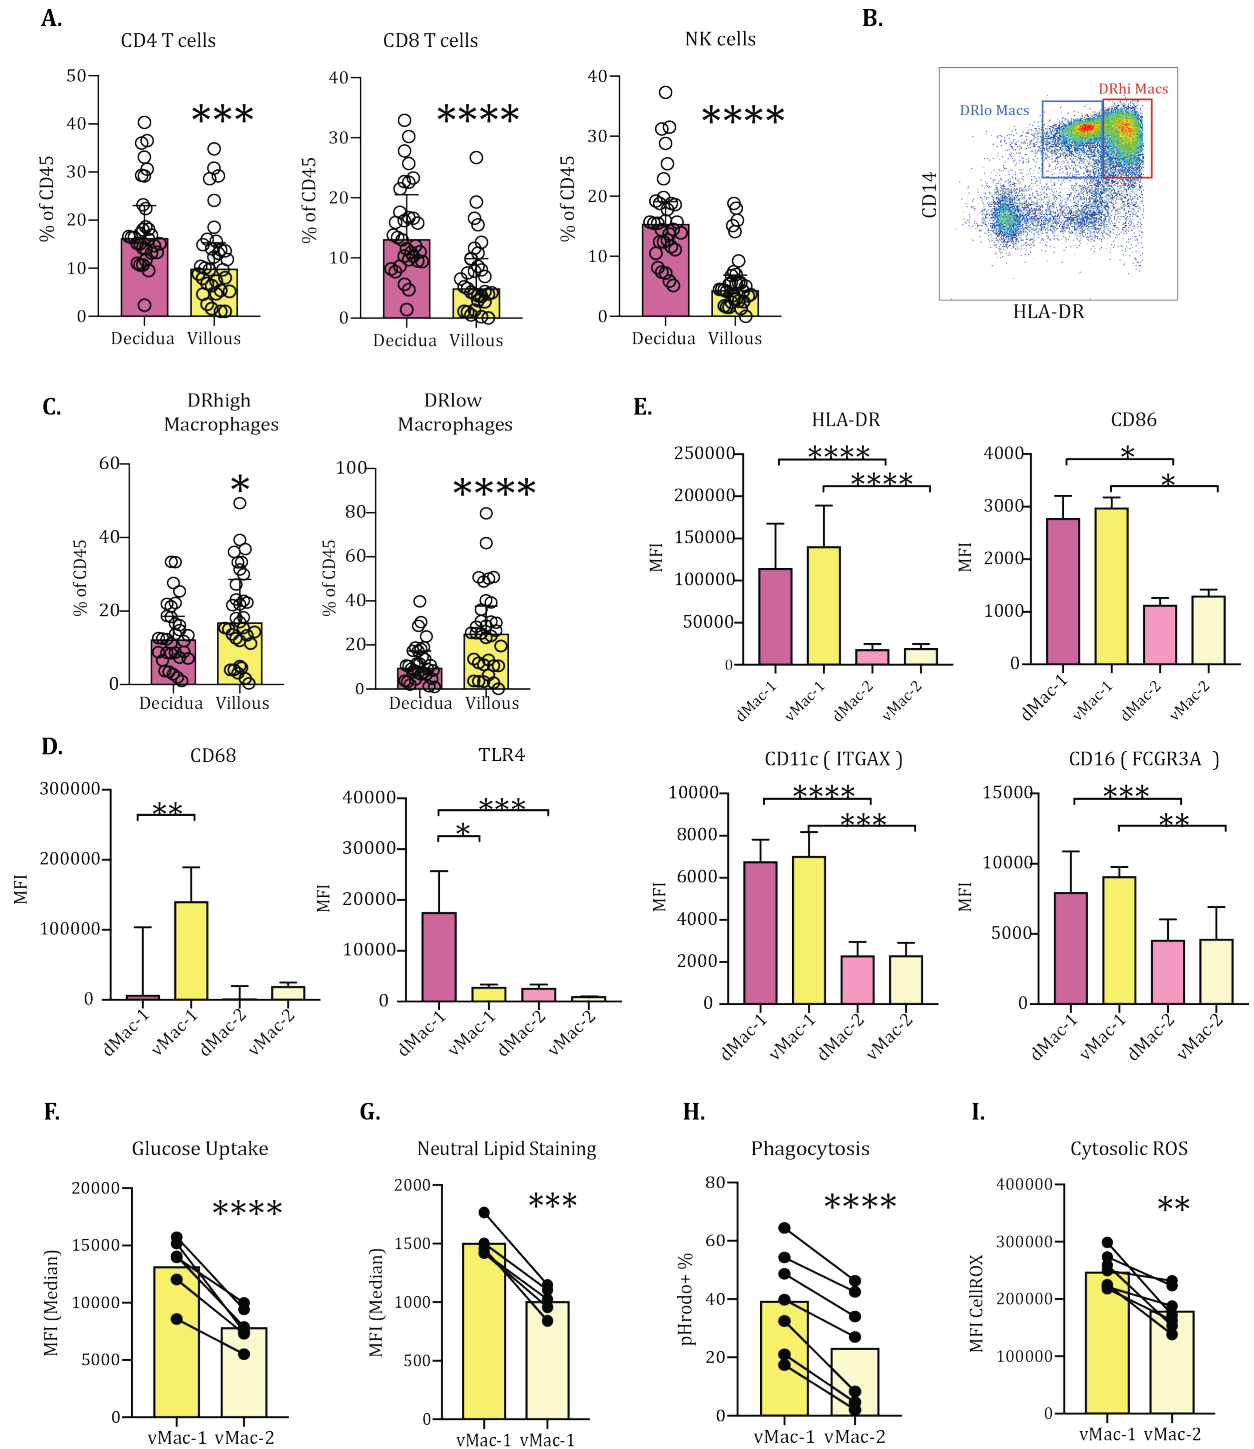 A.
B.
CD4 T cells
CD8 T cells
NK cells
% of CD45
50
40
30
20
10
0
****
Decidua Villous
% of CD45
40
30
20
10
0
****
Decidua Villous
% of CD45
40
30
20
10
0
****
Decidua Villous
DRhi Macs
DRlo Macs
CD14
HLA-DR
C.
DRhigh
Macrophages
% of CD45
60
40
20
0
*
Decidua Villous
DRlow
Macrophages
% of CD45
100
80
60
40
20
0
****
Decidua Villous
E.
HLA-DR
MFI
250000
200000
150000
100000
50000
0
****
****
dMac-1
vMac-1
dMac-2
vMac-2
CD86
MFI
4000
3000
2000
1000
0
*
*
dMac-1
vMac-1
dMac-2
vMac-2
D.
CD68
MFI
300000
200000
100000
0
**
dMac-1
vMac-1
dMac-2
vMac-2
TLR4
MFI
40000
30000
20000
10000
0
***
*
dMac-1
vMac-1
dMac-2
vMac-2
CD11c ( ITGAX )
MFI
10000
8000
6000
4000
2000
0
****
***
dMac-1
vMac-1
dMac-2
vMac-2
CD16 ( FCGR3A )
MFI
15000
10000
5000
0
***
**
dMac-1
vMac-1
dMac-2
vMac-2
F.
Glucose Uptake
MFI (Median)
20000
15000
10000
5000
0
****
vMac-1 vMac-2
G.
Neutral Lipid Staining
MFI (Median)
2000
1500
1000
500
0
***
vMac-1 vMac-1
H.
Phagocytosis
pHrodo+ %
80
60
40
20
0
****
vMac-1 vMac-2
I.
Cytosolic ROS
MFI CellROX
400000
300000
200000
100000
0
**
vMac-1 vMac-2